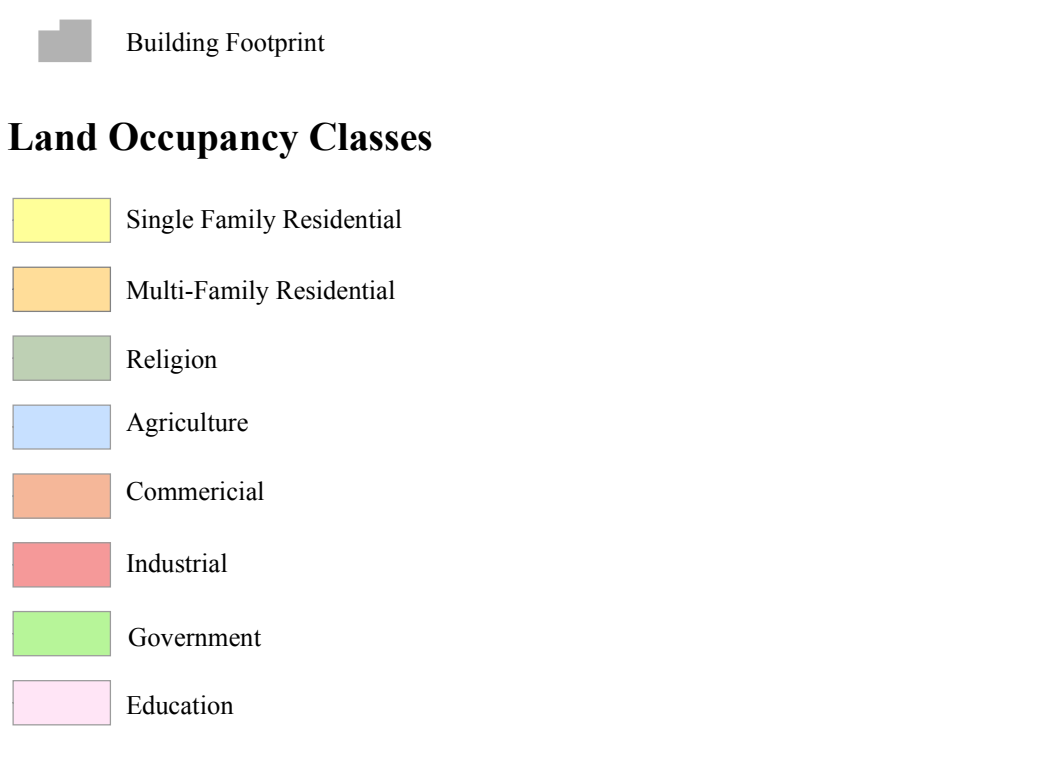 Building Footprint
Land Occupancy Classes
Single Family Residential
Multi-Family Residential
Religion
Agriculture
Commericial
Industrial
Government
Education